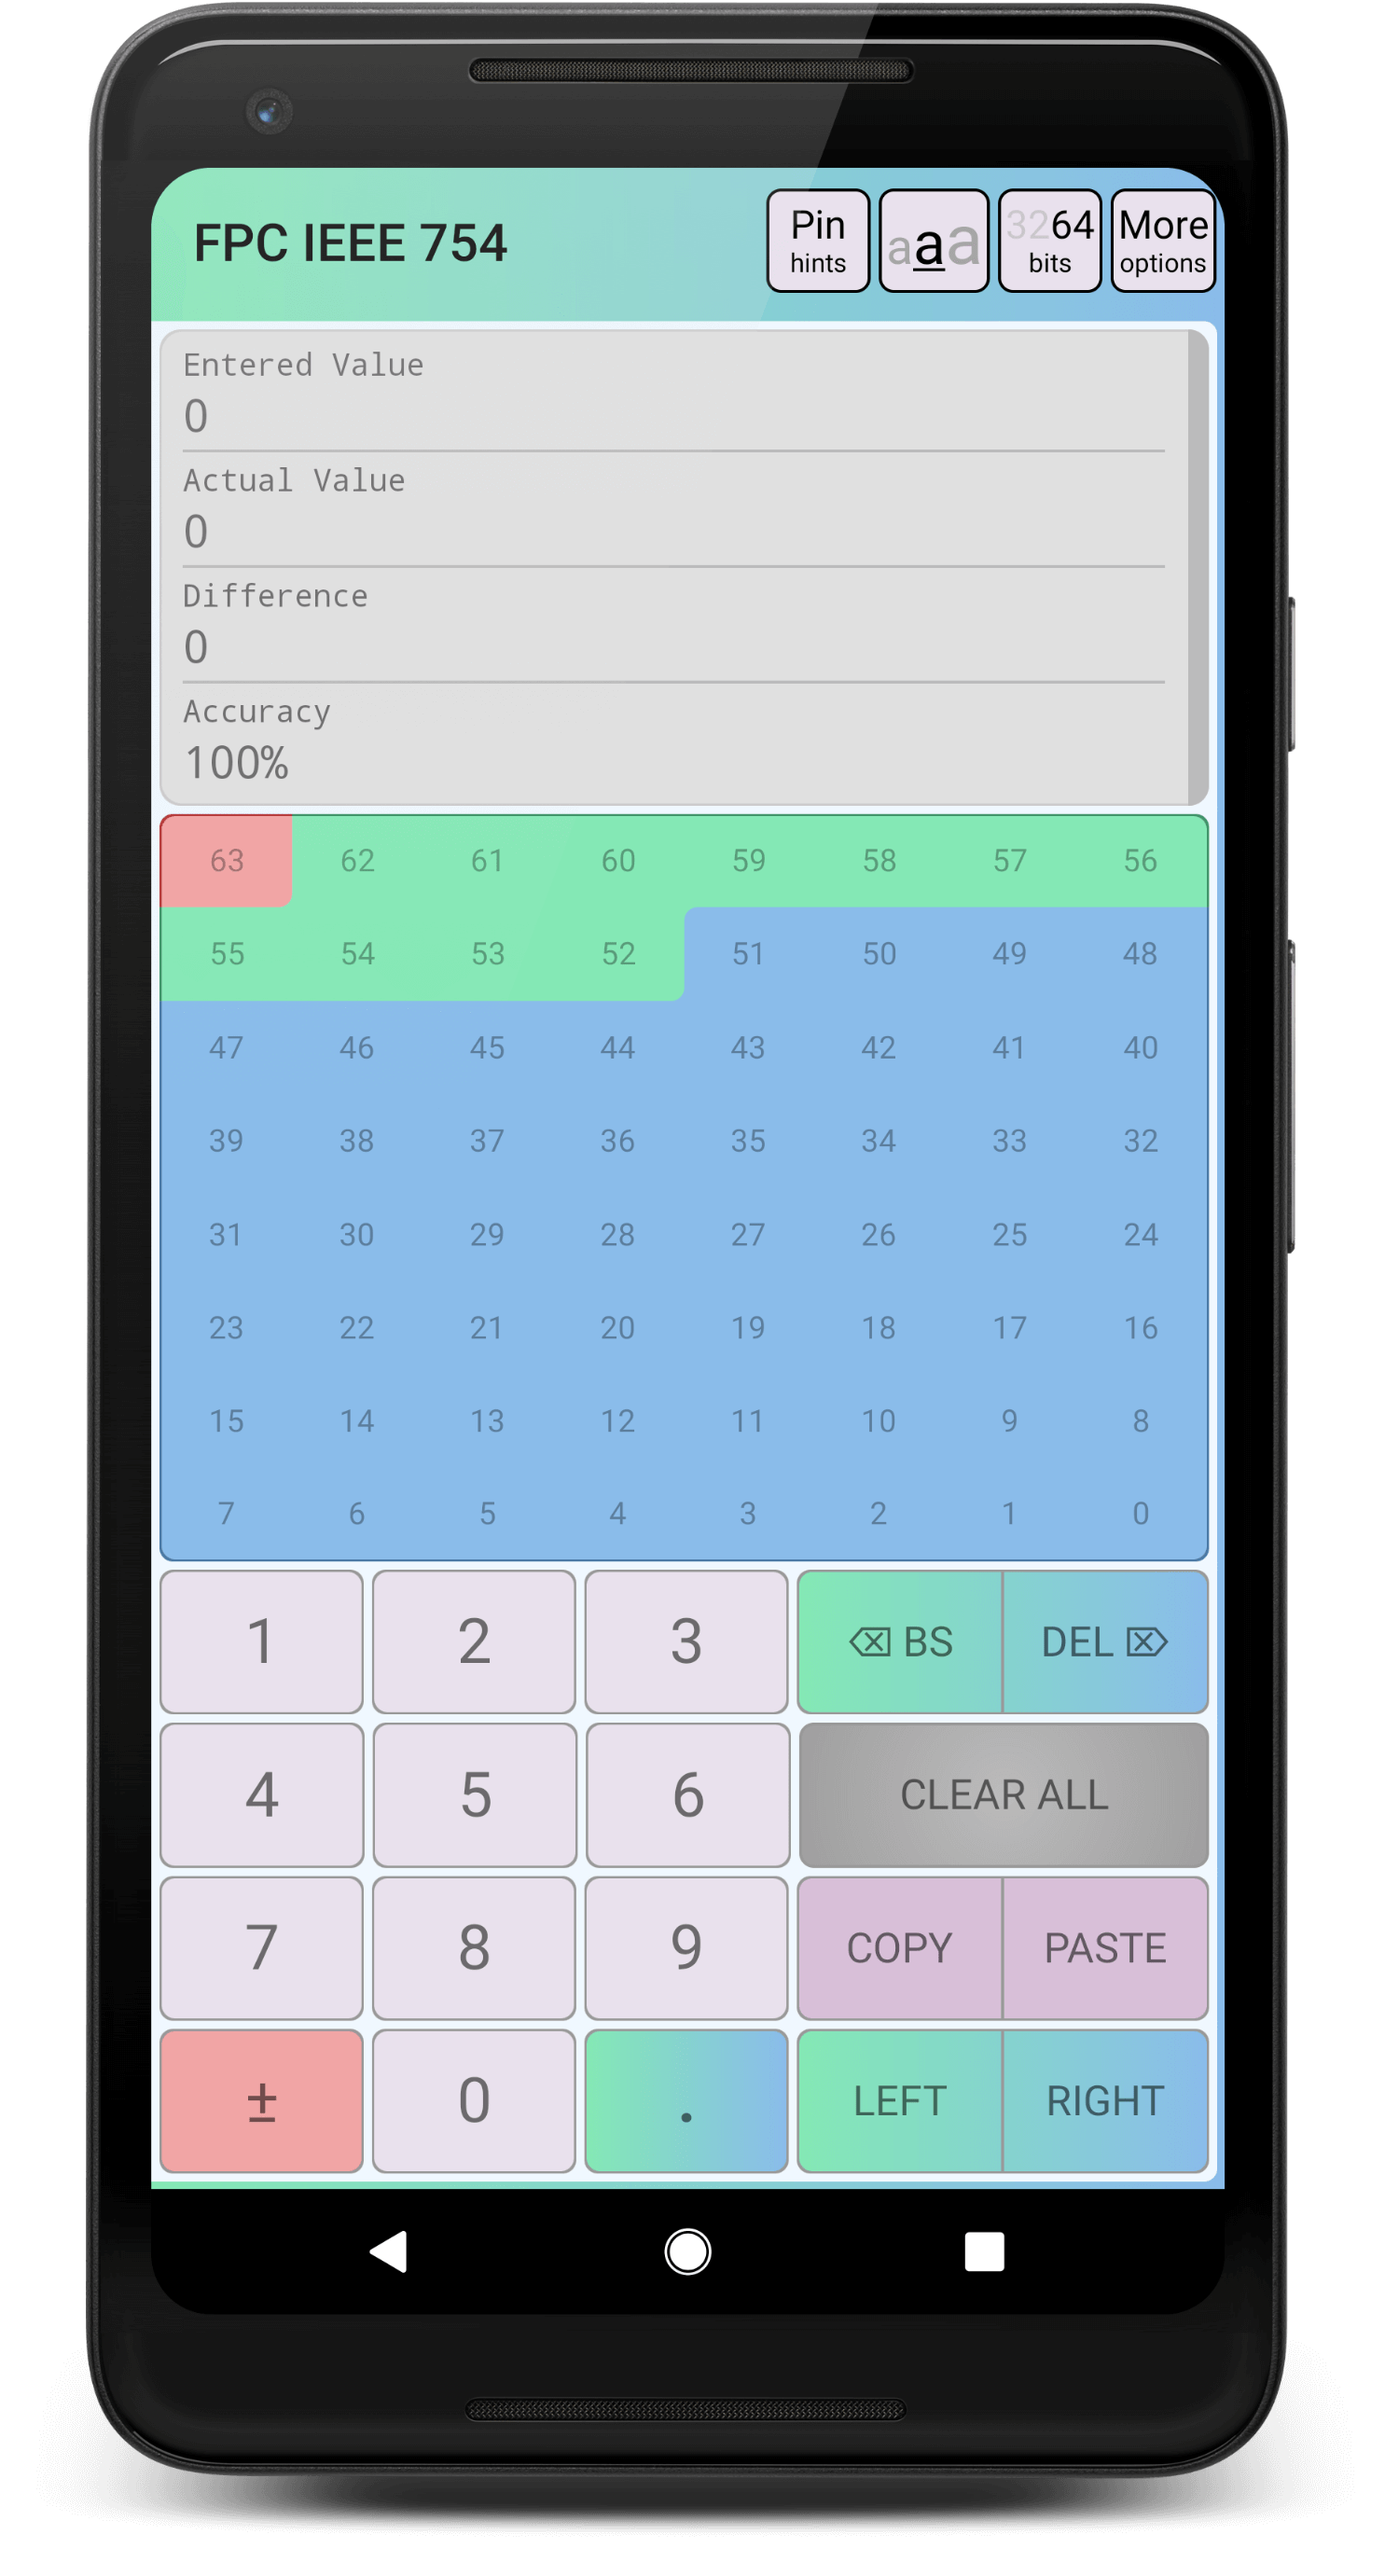 FPC IEEE 754
Pin
hints
aaa
3264
bits
More
options
Entered Value
0
Actual Value
0
Difference
0
Accuracy
100%
63 62 61 60 59 58 57 56
55 54 53 52 51 50 49 48
47 46 45 44 43 42 41 40
39 38 37 36 35 34 33 32
31 30 29 28 27 26 25 24
23 22 21 20 19 18 17 16
15 14 13 12 11 10 9 8
7 6 5 4 3 2 1 0
1 2 3 BS DEL
4 5 6 CLEAR ALL
7 8 9 COPY PASTE
± 0 . LEFT RIGHT